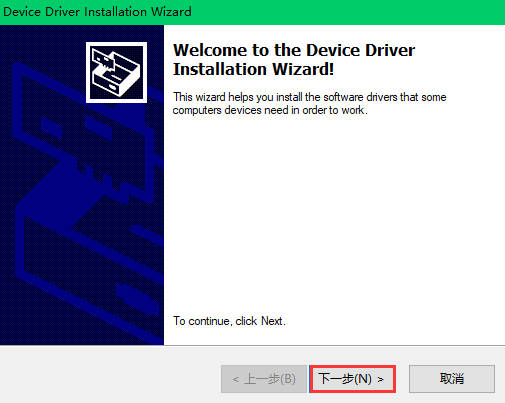 Device Driver Installation Wizard
Welcome to the Device Driver
Installation Wizard!
This wizard helps you install the software drivers that some
computers devices need in order to work.
To continue, click Next.
< 上一步(B)
下一步(N) >
取消